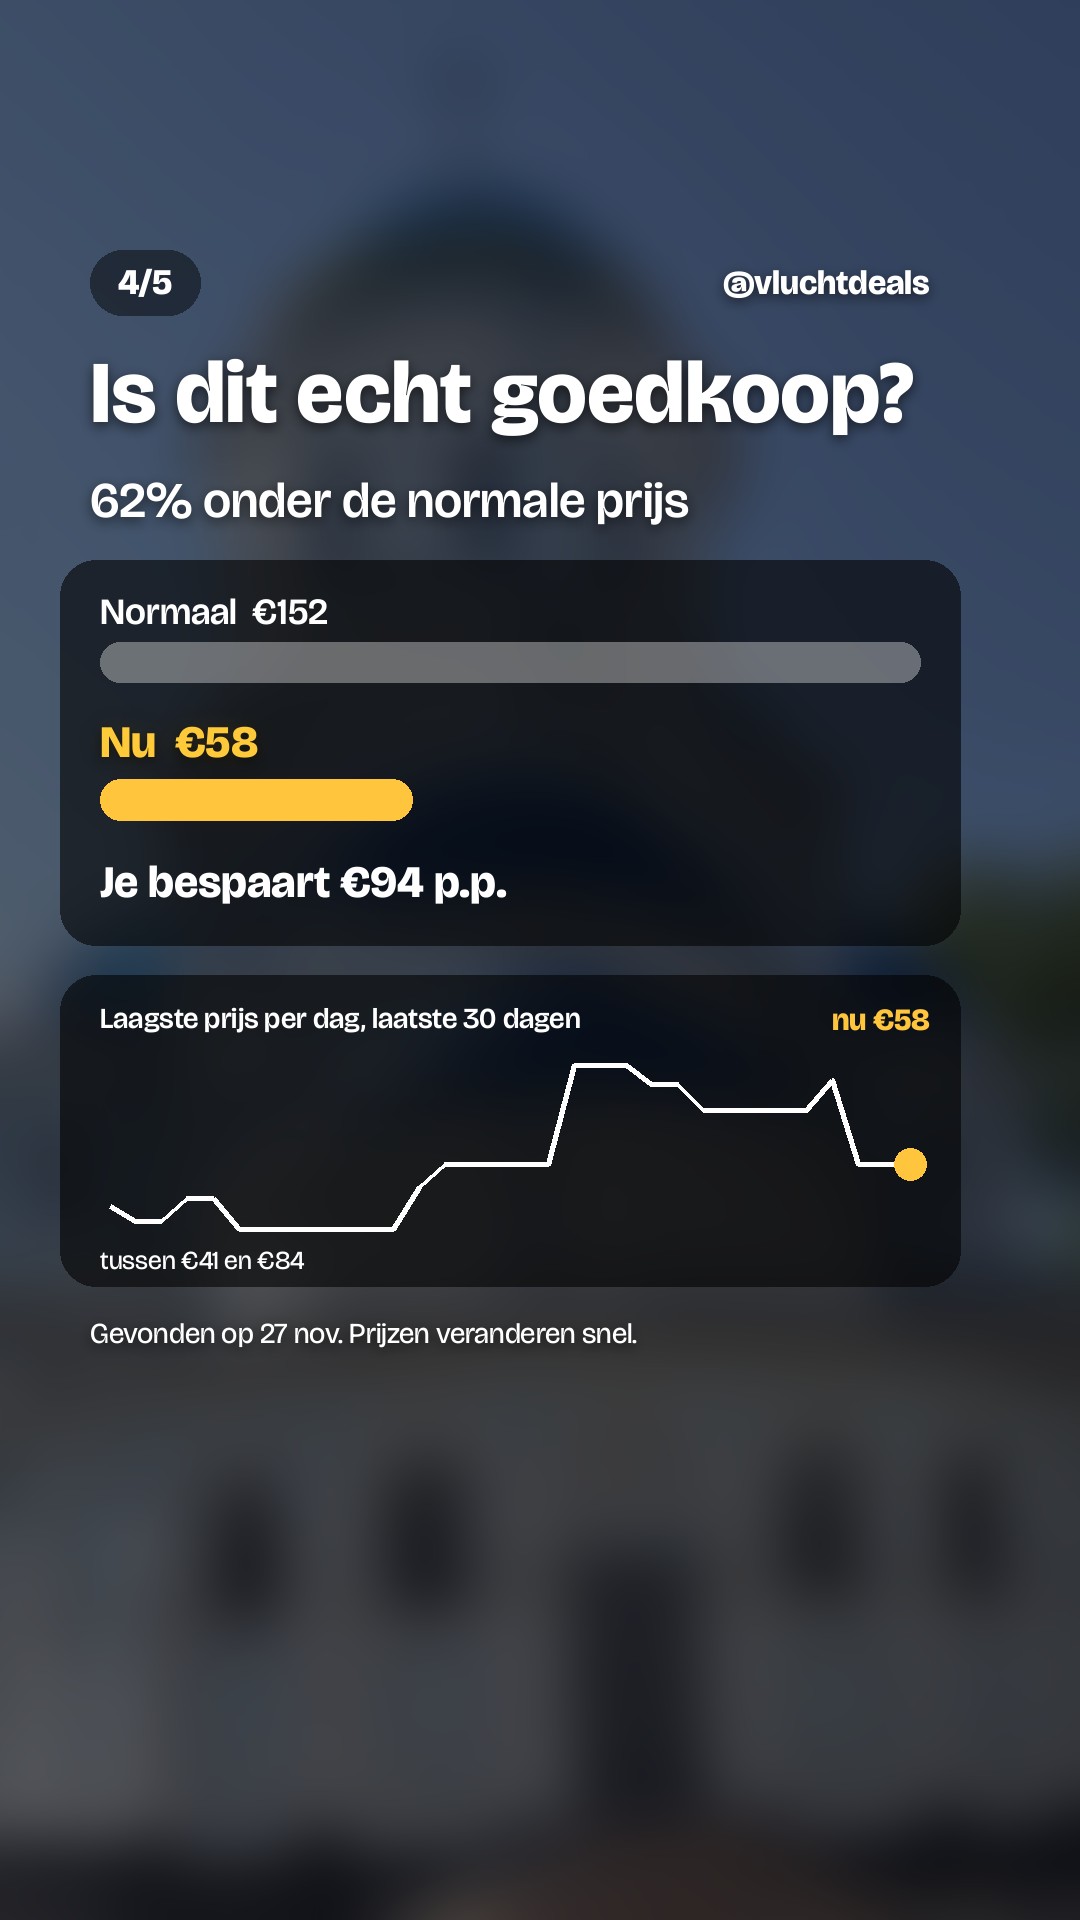 4/5
@vluchtdeals
Is dit echt goedkoop?
62% onder de normale prijs
Normaal €152
Nu €58
Je bespaart €94 p.p.
Laagste prijs per dag, laatste 30 dagen
nu €58
tussen €41 en €84
Gevonden op 27 nov. Prijzen veranderen snel.